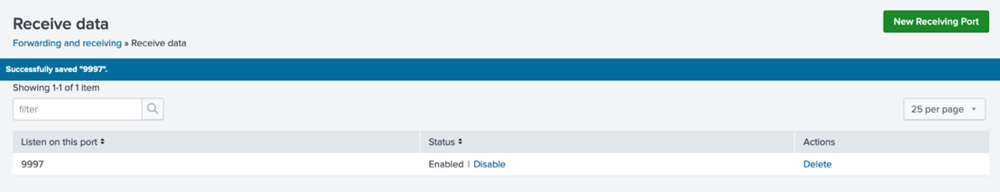 Receive data
New Receiving Port
Forwarding and receiving » Receive data
Successfully saved "9997".
Showing 1-1 of 1 item
filter
25 per page
Listen on this port Status Actions
9997 Enabled | Disable Delete